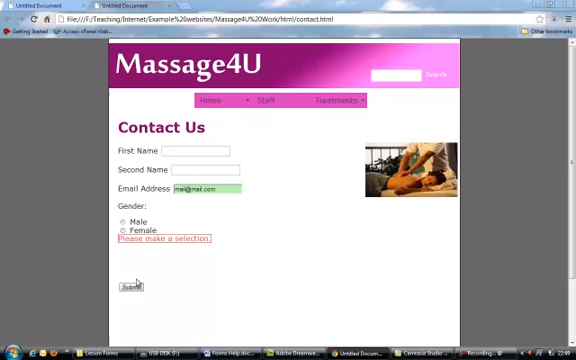 Untitled Document
Untitled Document
file:///F:/Teaching/Internet/Example%20websites/Massage4U%20Work/html/contact.html
Getting Started
Access cPanel Web...
Other bookmarks
Massage4U
Search
Home
Staff
Treatments
Contact Us
First Name
Second Name
Email Address mail@mail.com
Gender:
Male
Female
Please make a selection.
Submit
Lesson Forms
USB DISK (F:)
Forms Help.doc...
Adobe Dreamwe...
Untitled Docum...
Camtasia Studio ...
Recording...
22:49